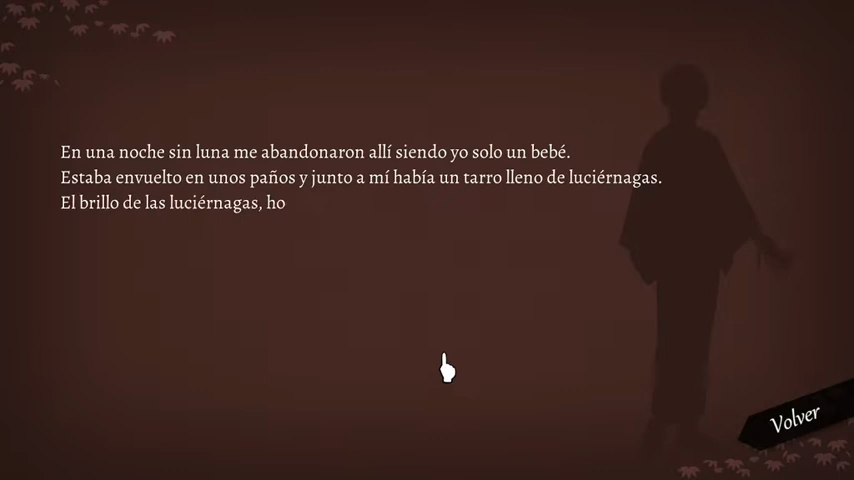 En una noche sin luna me abandonaron allí siendo yo solo un bebé.
Estaba envuelto en unos paños y junto a mí había un tarro lleno de luciérnagas.
El brillo de las luciérnagas, ho
Volver